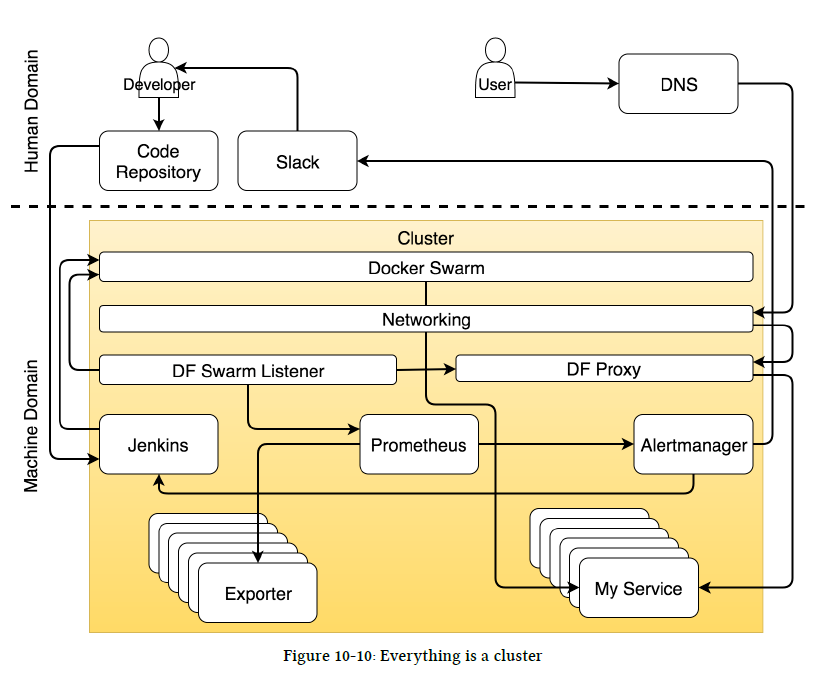 Human Domain
Developer
User
DNS
Code
Repository
Slack
Machine Domain
Cluster
Docker Swarm
Networking
DF Swarm Listener
DF Proxy
Jenkins
Prometheus
Alertmanager
Exporter
My Service
Figure 10-10: Everything is a cluster